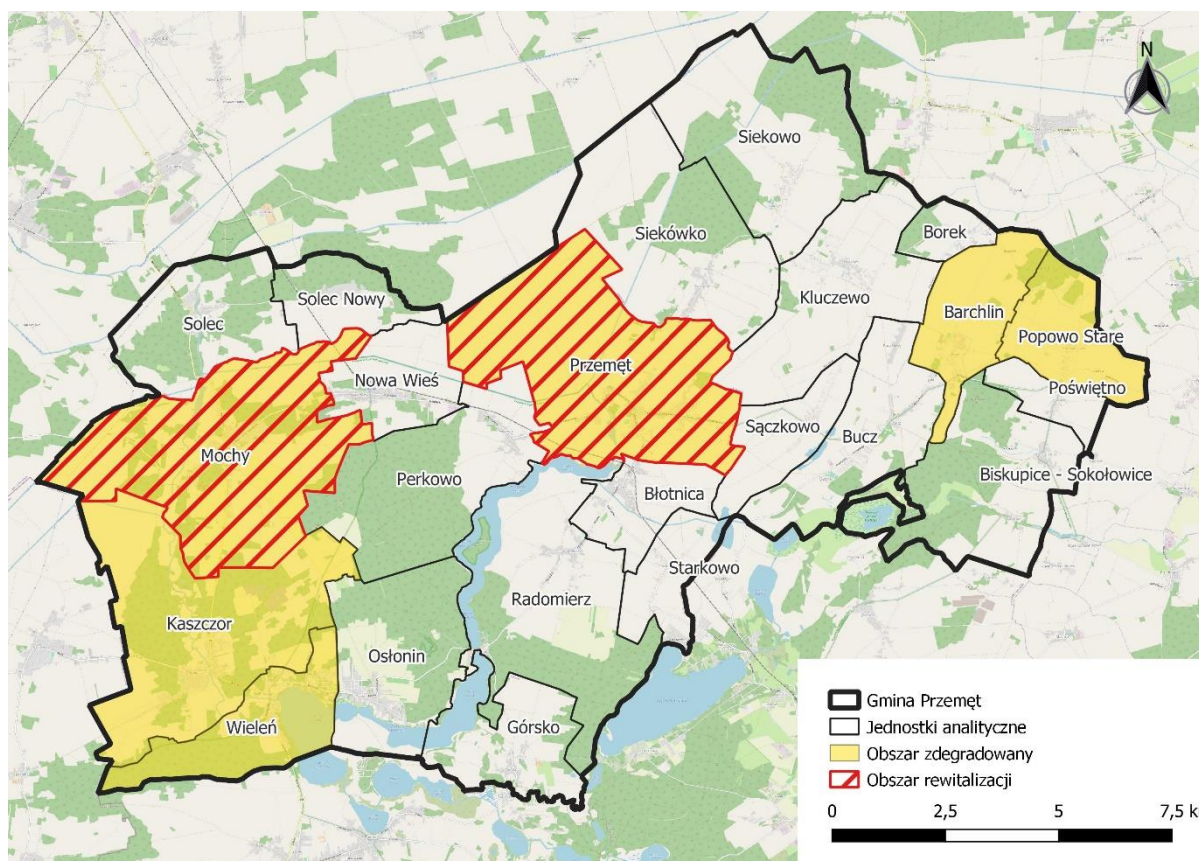 N
Siekowo
Siekówko
Borek
Solec Nowy
Solec
Kluczewo
Barchlin
Popowo Stare
Przemęt
Nowa Wieś
Poświętno
Sączkowo
Bucz
Mochy
Perkowo
Biskupice - Sokołowice
Błotnica
Starkowo
Radomierz
Kaszczor
Osłonin
Wieleń
Górsko
Gmina Przemęt
Jednostki analityczne
Obszar zdegradowany
Obszar rewitalizacji
0 2,5 5 7,5 k